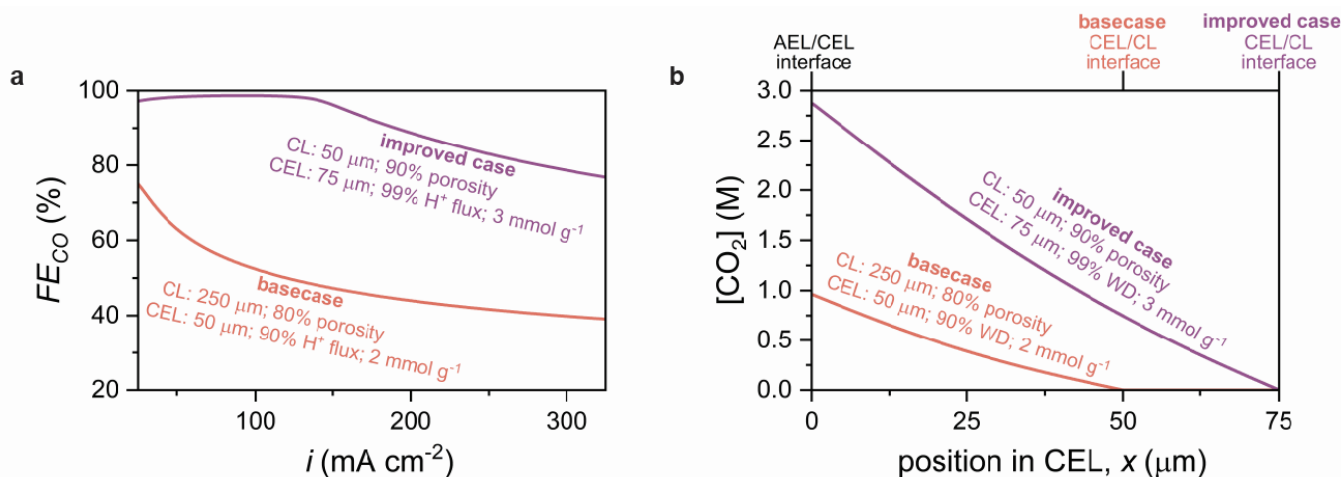 a
FE_CO (%)
100
80
60
40
20
improved case
CL: 50 μm; 90% porosity
CEL: 75 μm; 99% H⁺ flux; 3 mmol g⁻¹
basecase
CL: 250 μm; 80% porosity
CEL: 50 μm; 90% H⁺ flux; 2 mmol g⁻¹
100
200
300
i (mA cm⁻²)
b
AEL/CEL
interface
basecase
CEL/CL
interface
improved case
CEL/CL
interface
[CO₂] (M)
3.0
2.5
2.0
1.5
1.0
0.5
0.0
improved case
CL: 50 μm; 90% porosity
CEL: 75 μm; 99% WD; 3 mmol g⁻¹
basecase
CL: 250 μm; 80% porosity
CEL: 50 μm; 90% WD; 2 mmol g⁻¹
0
25
50
75
position in CEL, x (μm)